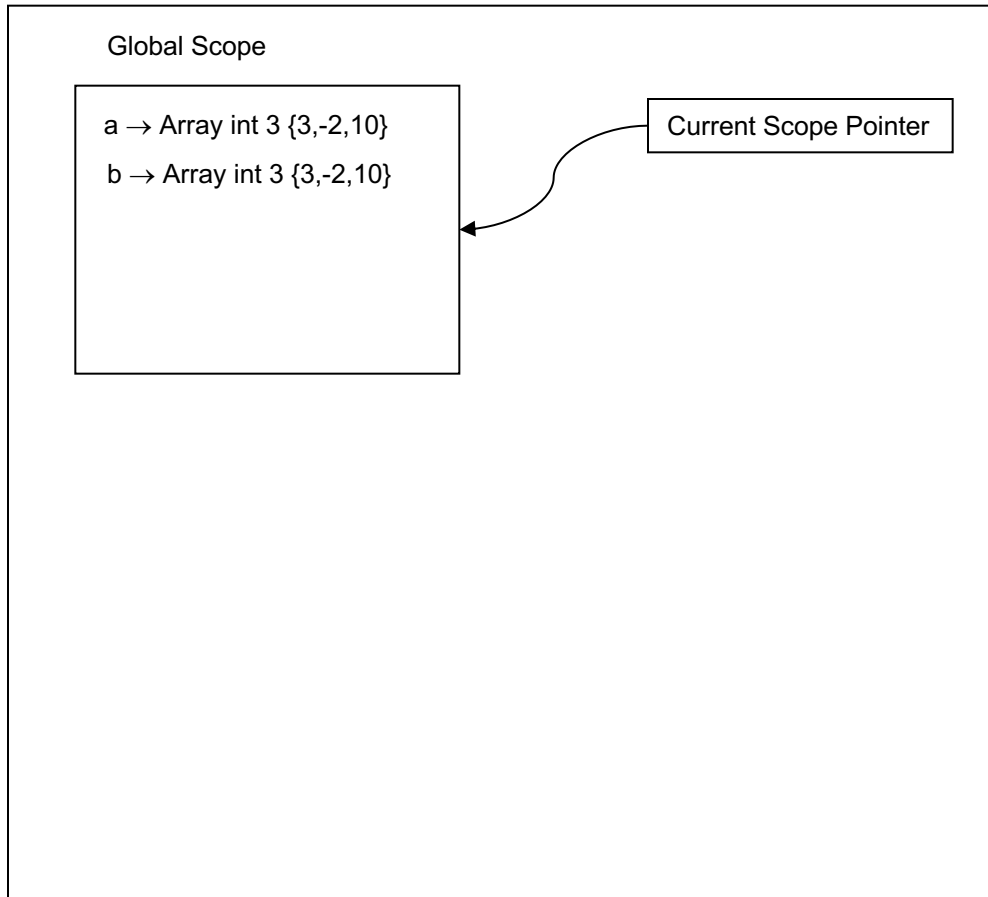 Global Scope
a → Array int 3 {3,-2,10}
b → Array int 3 {3,-2,10}
Current Scope Pointer